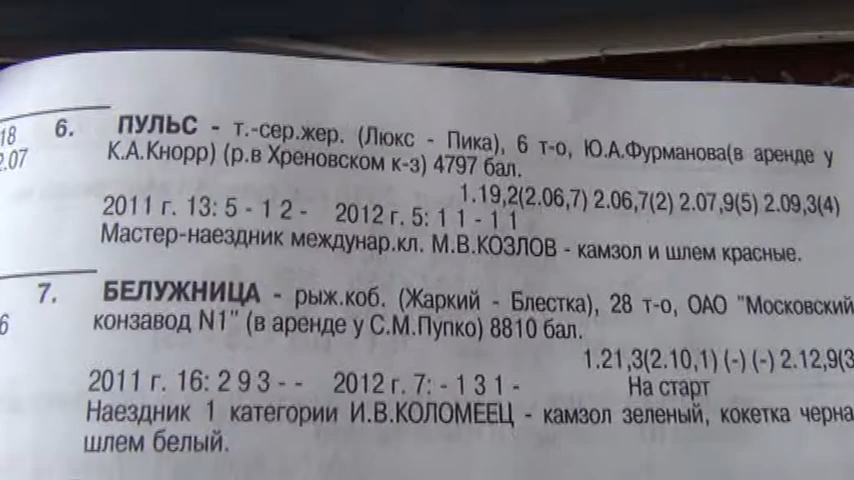 18
2.07
6. ПУЛЬС - т.-сер.жер. (Люкс - Пика), 6 т-о, Ю.А.Фурманова(в аренде у
К.А.Кнорр) (р.в Хреновском к-з) 4797 бал.
1.19,2(2.06,7) 2.06,7(2) 2.07,9(5) 2.09,3(4)
2011 г. 13: 5 - 1 2 - 2012 г. 5: 1 1 - 1 1
Мастер-наездник междунар.кл. М.В.КОЗЛОВ - камзол и шлем красные.
6
7. БЕЛУЖНИЦА - рыж.коб. (Жаркий - Блестка), 28 т-о, ОАО "Московский
конзавод N1" (в аренде у С.М.Пупко) 8810 бал.
1.21,3(2.10,1) (-) (-) 2.12,9(3
2011 г. 16: 2 9 3 - - 2012 г. 7: - 1 3 1 - На старт
Наездник 1 категории И.В.КОЛОМЕЕЦ - камзол зеленый, кокетка черна
шлем белый.